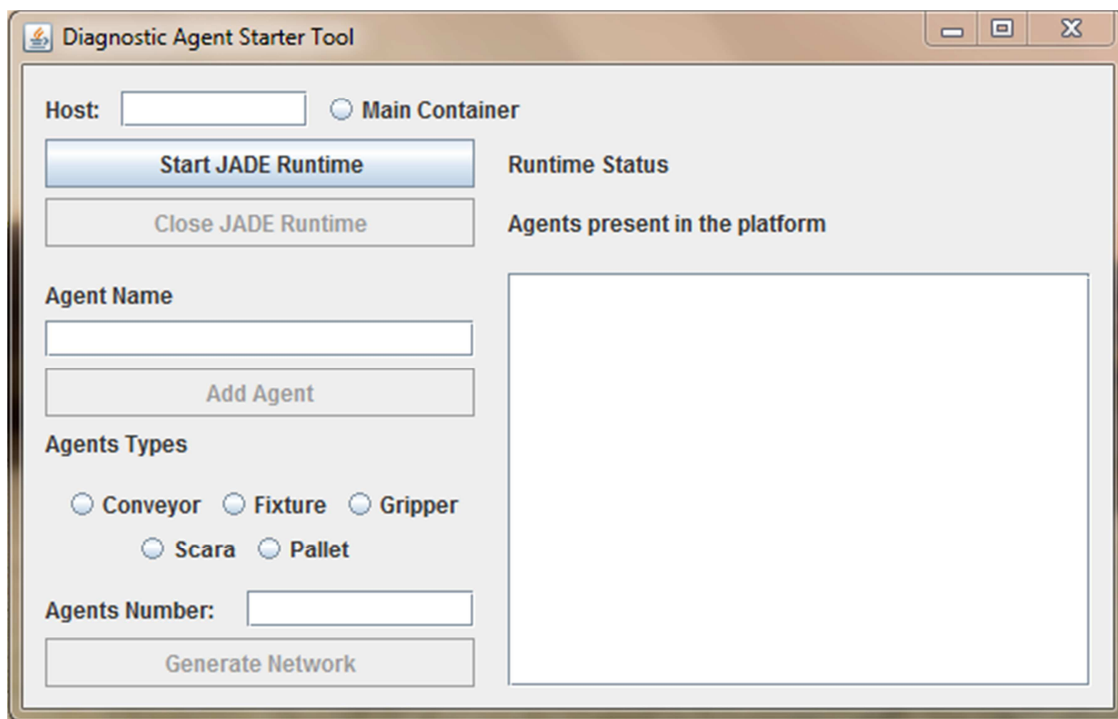 Diagnostic Agent Starter Tool
Host: Main Container
Start JADE Runtime
Runtime Status
Close JADE Runtime
Agents present in the platform
Agent Name
Add Agent
Agents Types
Conveyor Fixture Gripper
Scara Pallet
Agents Number:
Generate Network